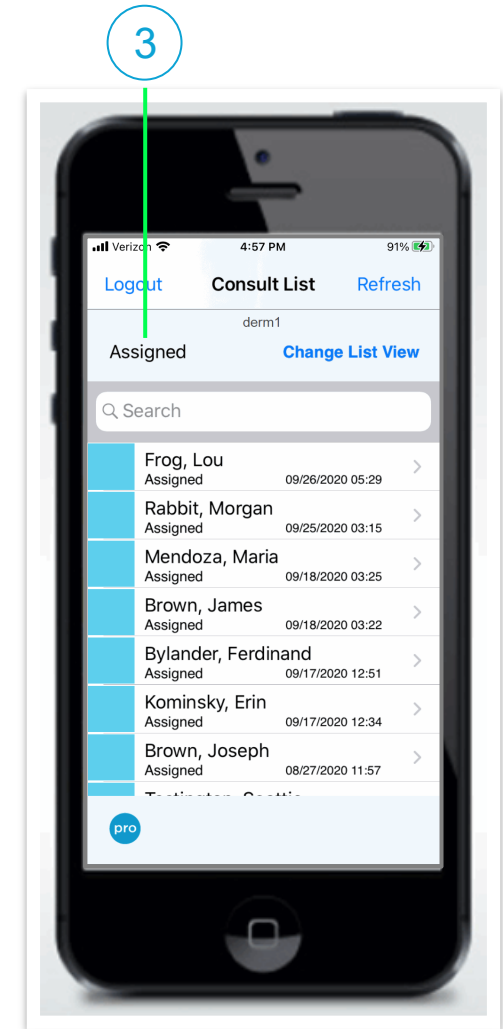 3
Verizon 4:57 PM 91%
Logout Consult List Refresh
derm1
Assigned Change List View
Search
Frog, Lou
Assigned 09/26/2020 05:29
Rabbit, Morgan
Assigned 09/25/2020 03:15
Mendoza, Maria
Assigned 09/18/2020 03:25
Brown, James
Assigned 09/18/2020 03:22
Bylander, Ferdinand
Assigned 09/17/2020 12:51
Kominsky, Erin
Assigned 09/17/2020 12:34
Brown, Joseph
Assigned 08/27/2020 11:57
pro